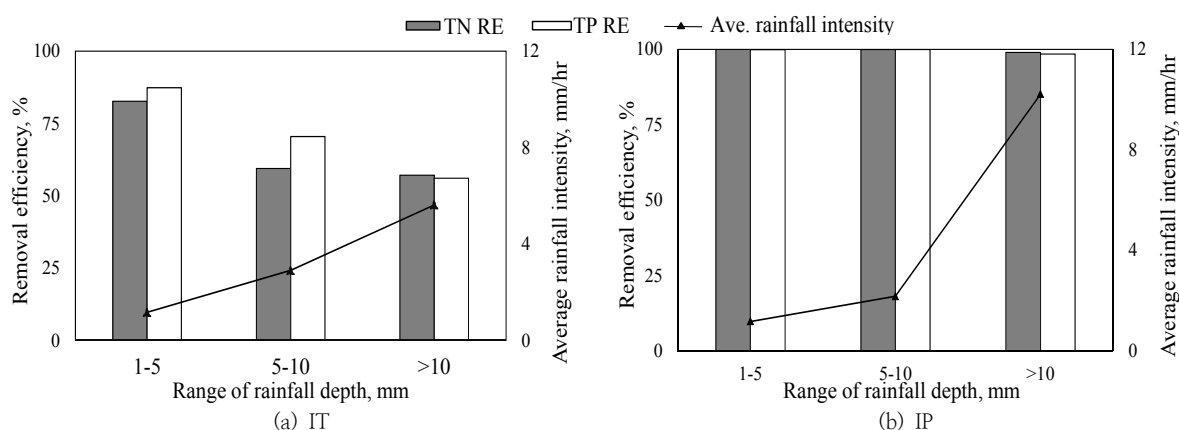 TN RE TP RE Ave. rainfall intensity
100
75
50
25
0
Removal efficiency, %
12
8
4
0
Average rainfall intensity, mm/hr
1-5 5-10 >10
Range of rainfall depth, mm
(a) IT
100
75
50
25
0
Removal efficiency, %
12
8
4
0
Average rainfall intensity, mm/hr
1-5 5-10 >10
Range of rainfall depth, mm
(b) IP